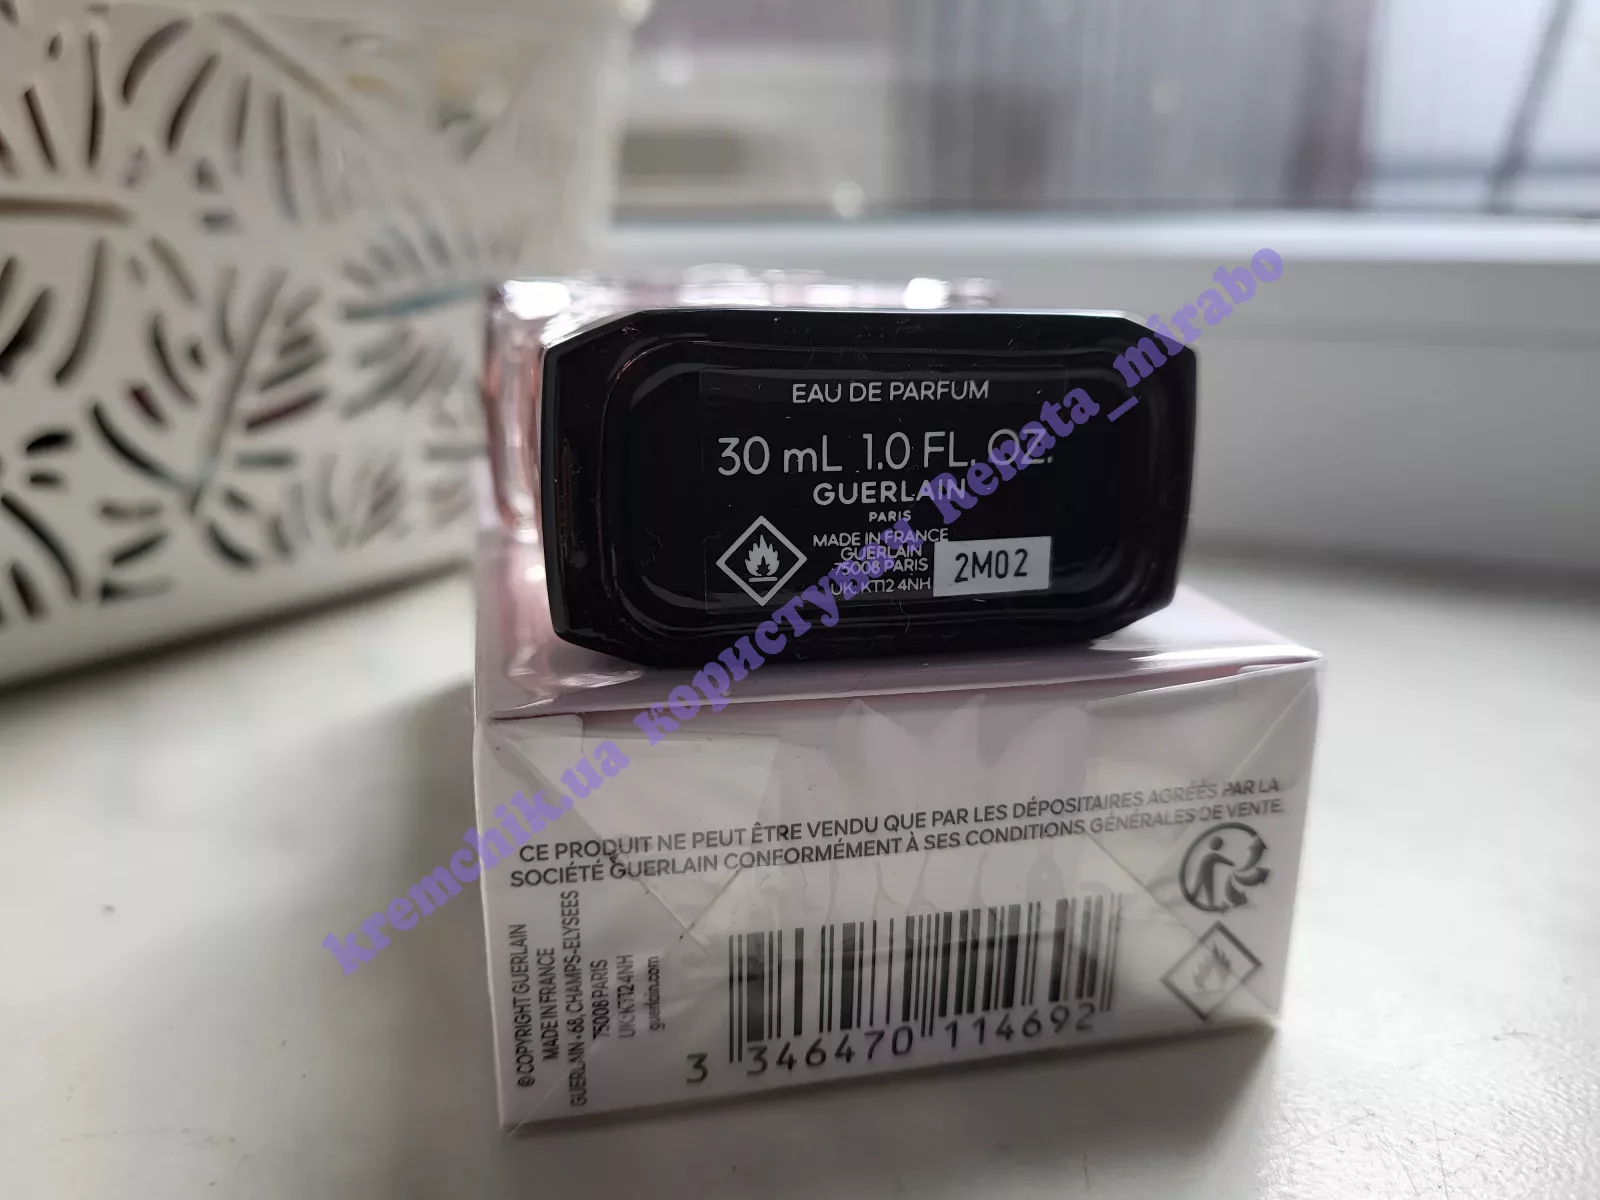 EAU DE PARFUM
30 mL 1.0 FL. OZ.
GUERLAIN
PARIS
MADE IN FRANCE
GUERLAIN
75008 PARIS
UK: KT12 4NH
2M02
CE PRODUIT NE PEUT ÊTRE VENDU QUE PAR LES DÉPOSITAIRES AGRÉÉS PAR LA
SOCIÉTÉ GUERLAIN CONFORMÉMENT À SES CONDITIONS GÉNÉRALES DE VENTE.
© COPYRIGHT GUERLAIN
MADE IN FRANCE
GUERLAIN • 68, CHAMPS-ELYSEES
75008 PARIS
UK: KT12 4NH
guerlain.com
3 346470 114692
kremchik.ua користувач Renata_mirabo